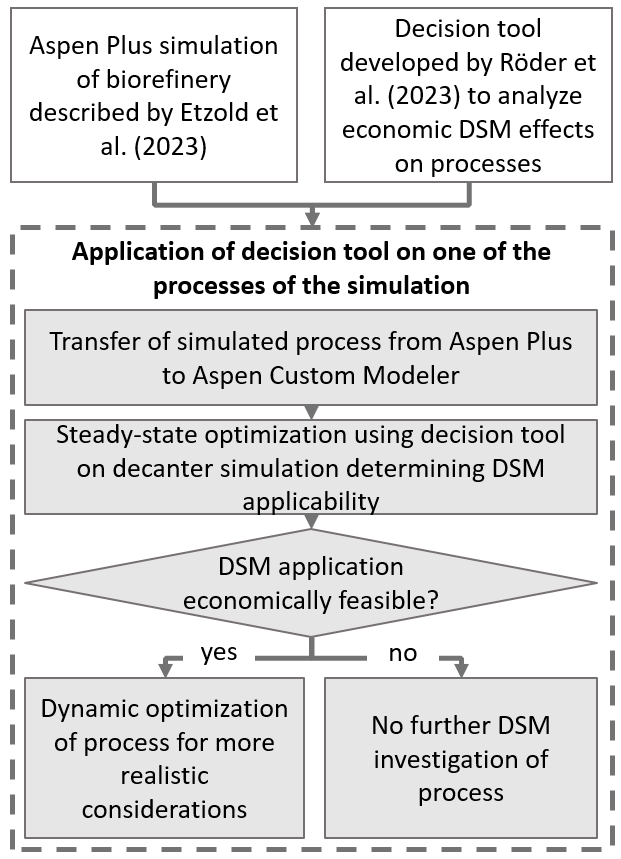 Aspen Plus simulation
of biorefinery
described by Etzold et
al. (2023)
Decision tool
developed by Röder et
al. (2023) to analyze
economic DSM effects
on processes
Application of decision tool on one of the
processes of the simulation
Transfer of simulated process from Aspen Plus
to Aspen Custom Modeler
Steady-state optimization using decision tool
on decanter simulation determining DSM
applicability
DSM application
economically feasible?
yes
no
Dynamic optimization
of process for more
realistic
considerations
No further DSM
investigation of
process